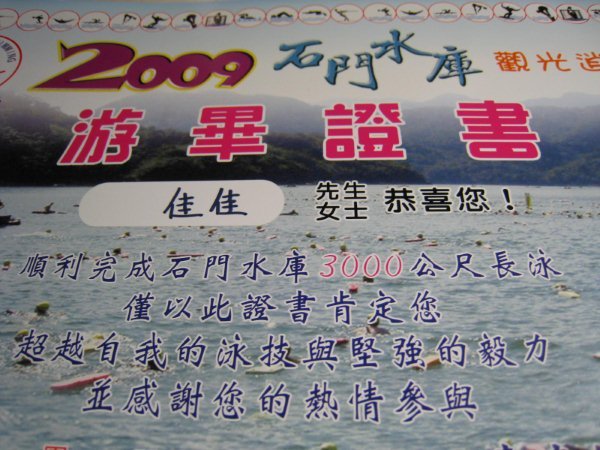 2009 石門水庫 觀光道
游畢證書
佳佳 先生 女士 恭喜您！
順利完成石門水庫3000公尺長泳
僅以此證書肯定您
超越自我的泳技與堅強的毅力
並感謝您的熱情參與